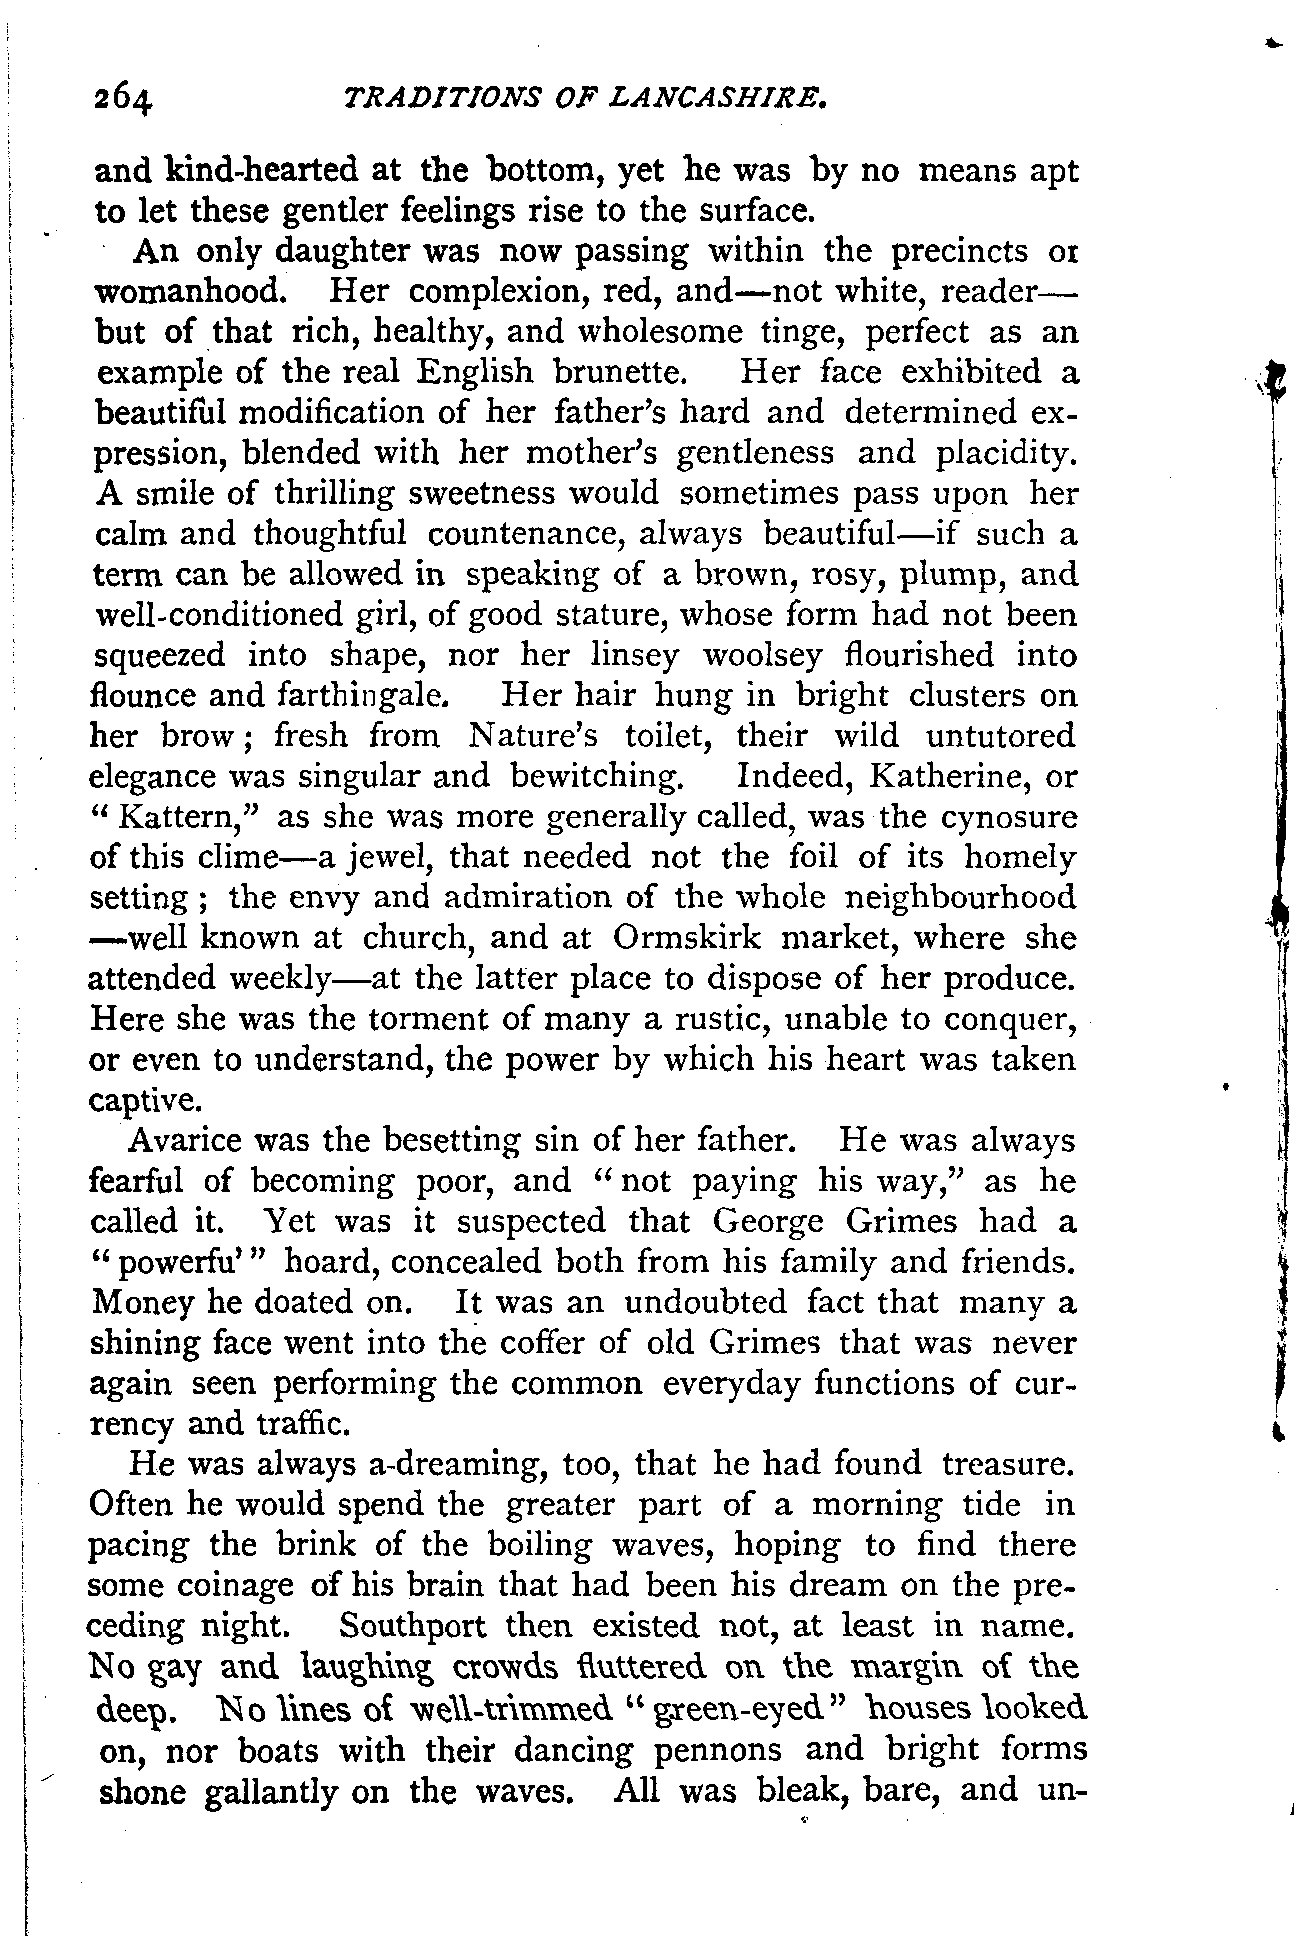 264 TRADITIONS OF LANCASHIRE.
and kind-hearted at the bottom, yet he was by no means apt
to let these gentler feelings rise to the surface.
An only daughter was now passing within the precincts of
womanhood. Her complexion, red, and—not white, reader—
but of that rich, healthy, and wholesome tinge, perfect as an
example of the real English brunette. Her face exhibited a
beautiful modification of her father's hard and determined ex-
pression, blended with her mother's gentleness and placidity.
A smile of thrilling sweetness would sometimes pass upon her
calm and thoughtful countenance, always beautiful—if such a
term can be allowed in speaking of a brown, rosy, plump, and
well-conditioned girl, of good stature, whose form had not been
squeezed into shape, nor her linsey woolsey flourished into
flounce and farthingale. Her hair hung in bright clusters on
her brow; fresh from Nature's toilet, their wild untutored
elegance was singular and bewitching. Indeed, Katherine, or
"Kattern," as she was more generally called, was the cynosure
of this clime—a jewel, that needed not the foil of its homely
setting; the envy and admiration of the whole neighbourhood
—well known at church, and at Ormskirk market, where she
attended weekly—at the latter place to dispose of her produce.
Here she was the torment of many a rustic, unable to conquer,
or even to understand, the power by which his heart was taken
captive.
Avarice was the besetting sin of her father. He was always
fearful of becoming poor, and "not paying his way," as he
called it. Yet was it suspected that George Grimes had a
"powerfu'" hoard, concealed both from his family and friends.
Money he doated on. It was an undoubted fact that many a
shining face went into the coffer of old Grimes that was never
again seen performing the common everyday functions of cur-
rency and traffic.
He was always a-dreaming, too, that he had found treasure.
Often he would spend the greater part of a morning tide in
pacing the brink of the boiling waves, hoping to find there
some coinage of his brain that had been his dream on the pre-
ceding night. Southport then existed not, at least in name.
No gay and laughing crowds fluttered on the margin of the
deep. No lines of well-trimmed "green-eyed" houses looked
on, nor boats with their dancing pennons and bright forms
shone gallantly on the waves. All was bleak, bare, and un-